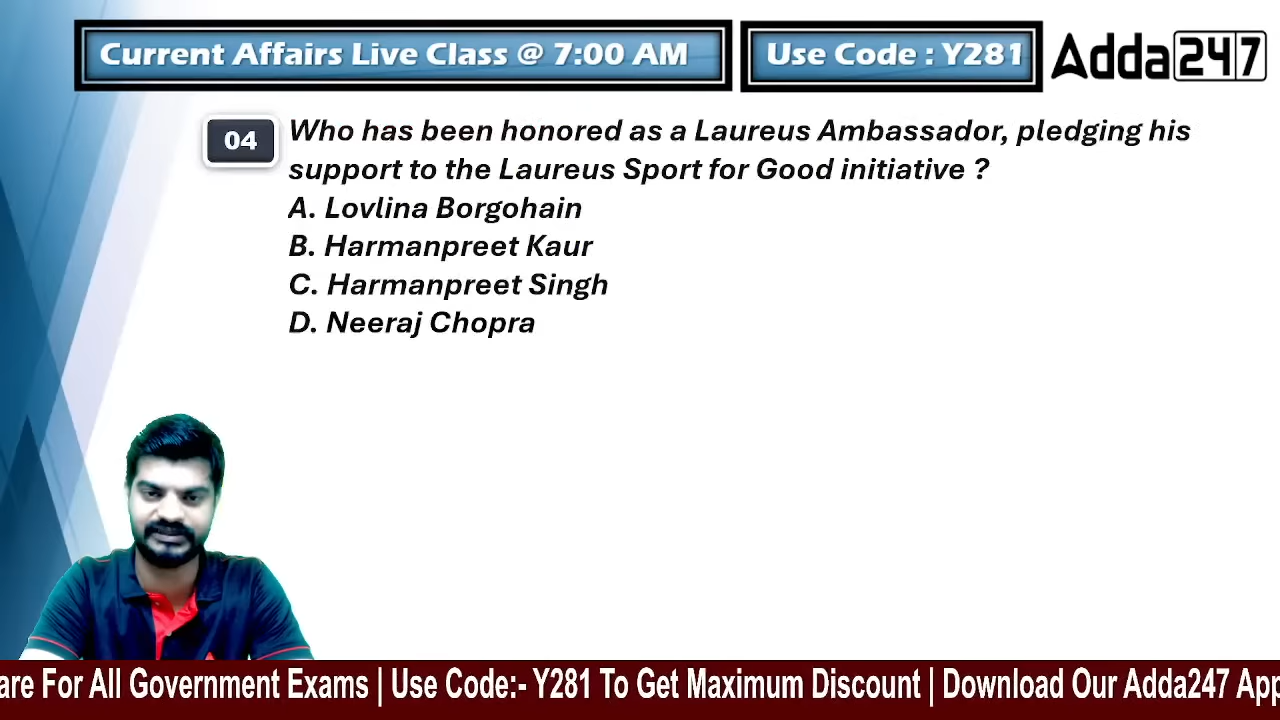 Current Affairs Live Class @ 7:00 AM
Use Code : Y281
Adda247
04
Who has been honored as a Laureus Ambassador, pledging his
support to the Laureus Sport for Good initiative ?
A. Lovlina Borgohain
B. Harmanpreet Kaur
C. Harmanpreet Singh
D. Neeraj Chopra
are For All Government Exams | Use Code:- Y281 To Get Maximum Discount | Download Our Adda247 App